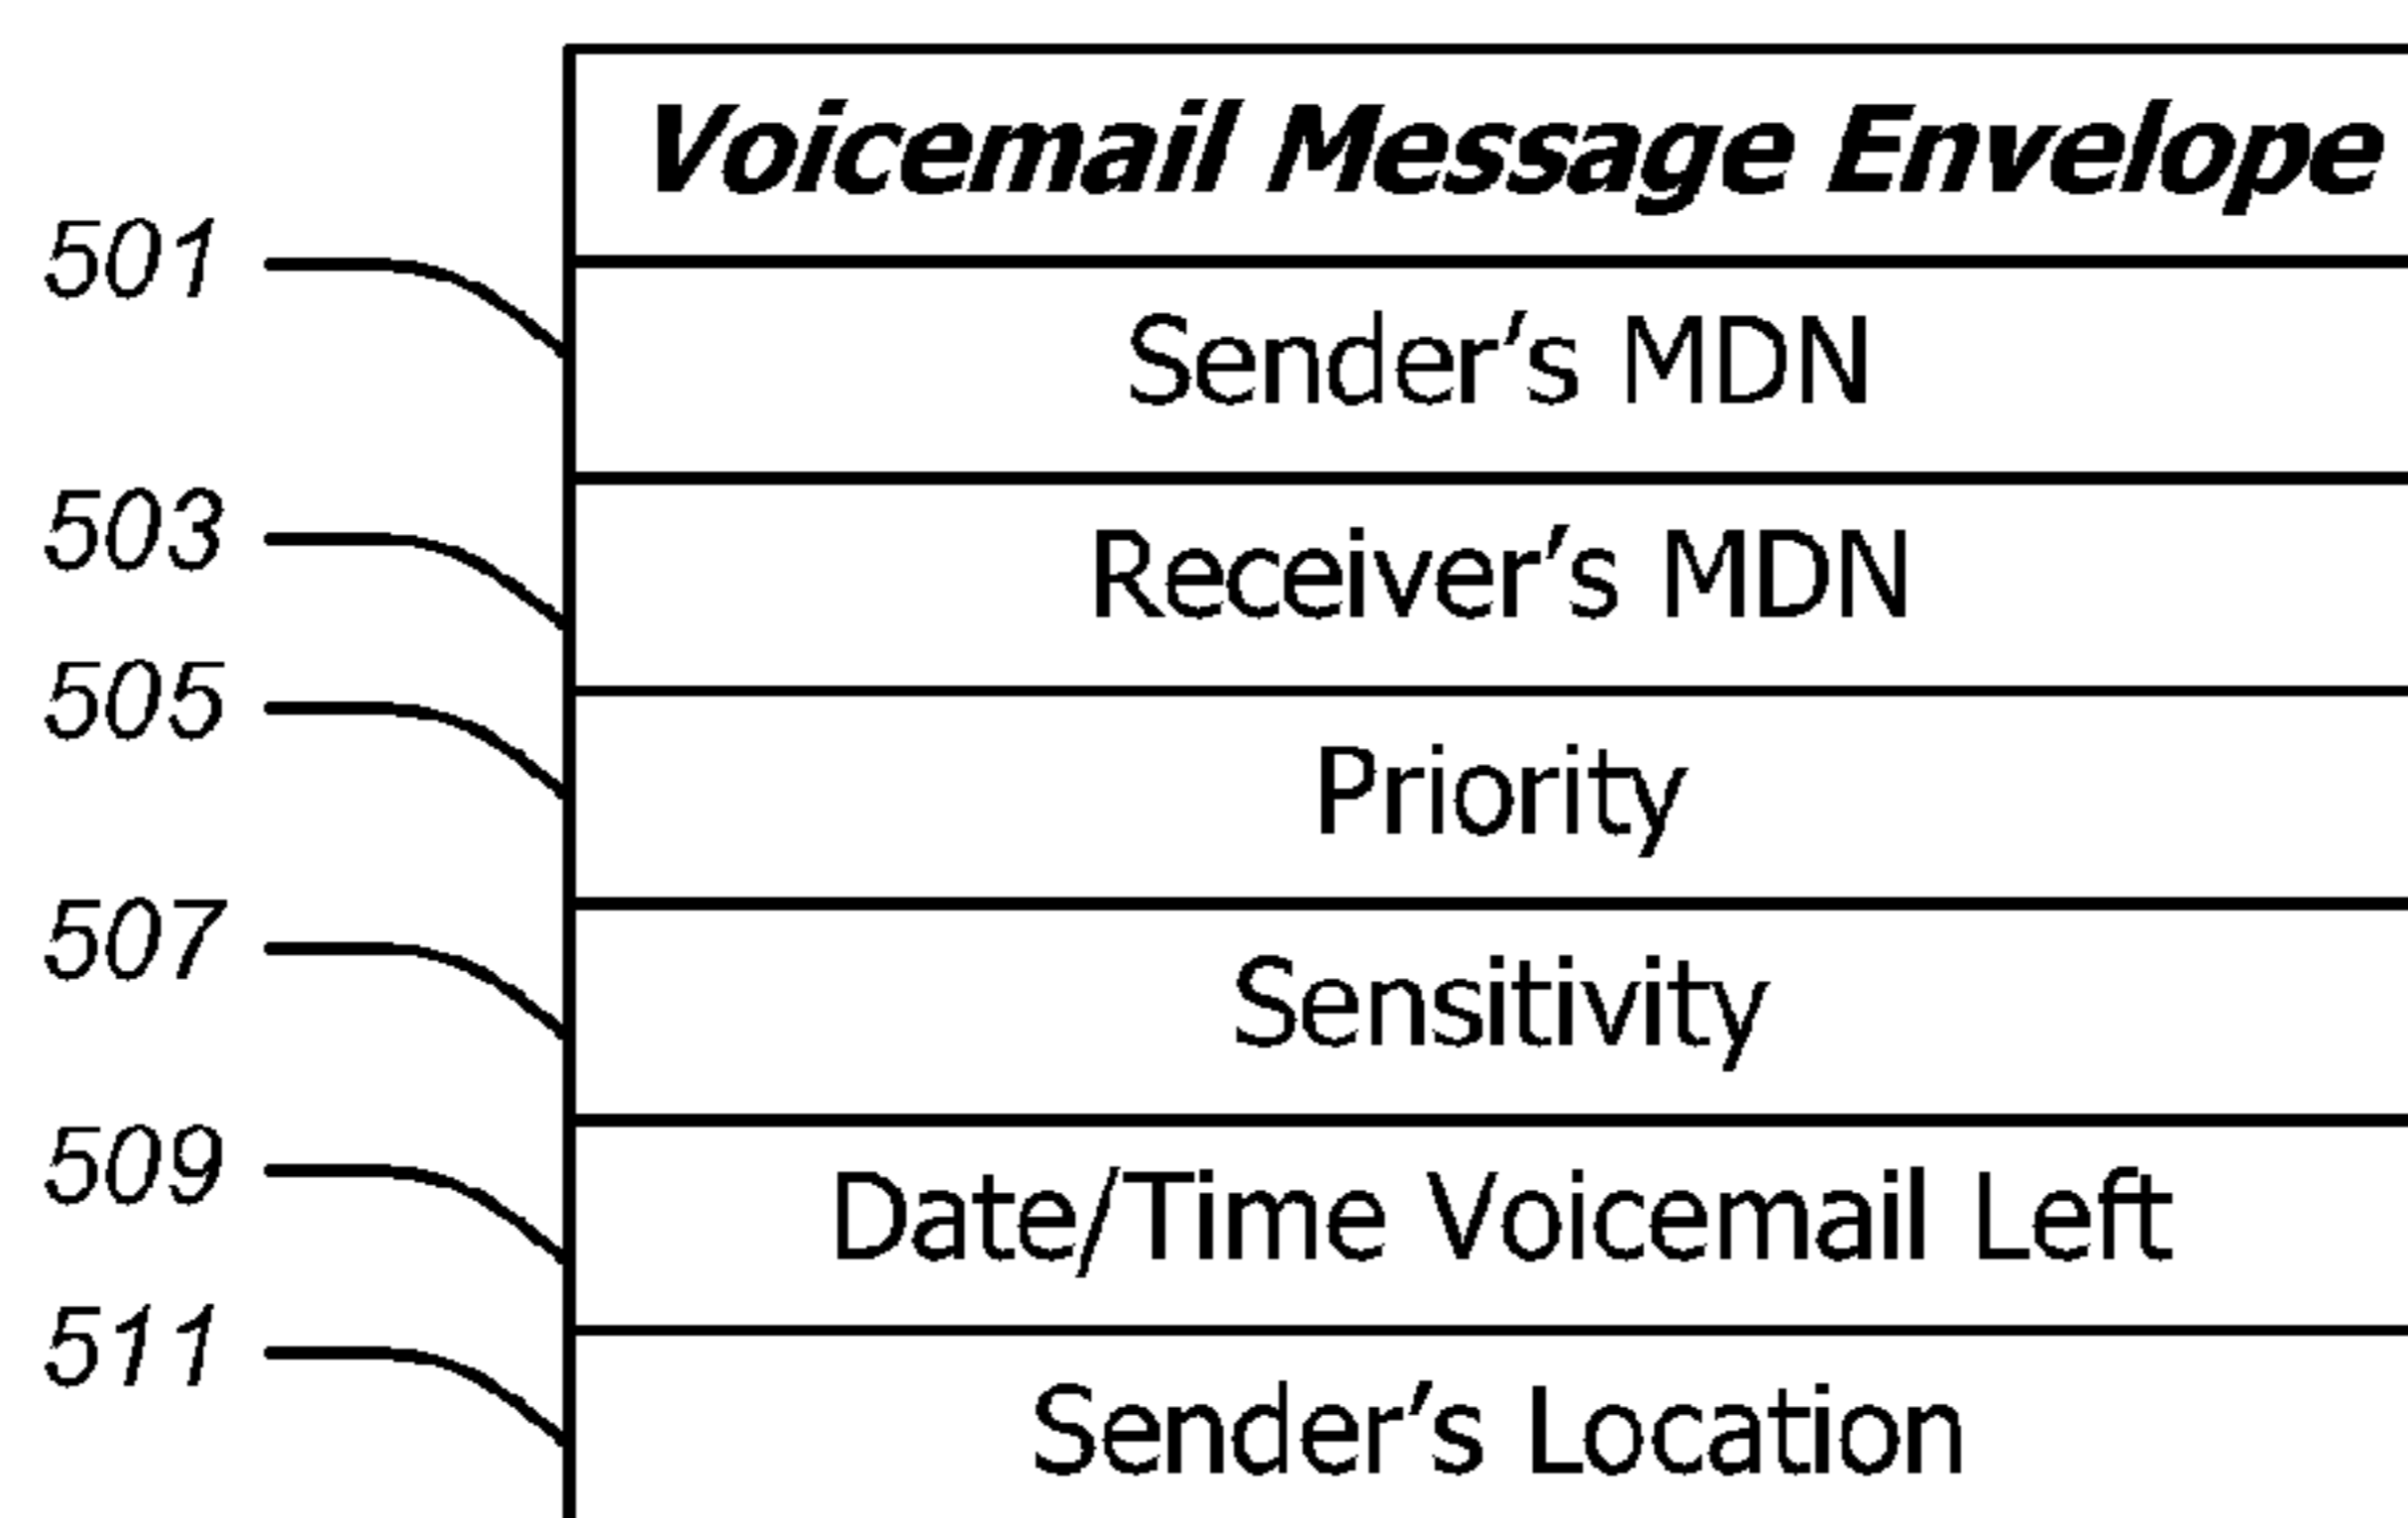 Voicemail Message Envelope
501
Sender's MDN
503
Receiver's MDN
505
Priority
507
Sensitivity
509
Date/Time Voicemail Left
511
Sender's Location